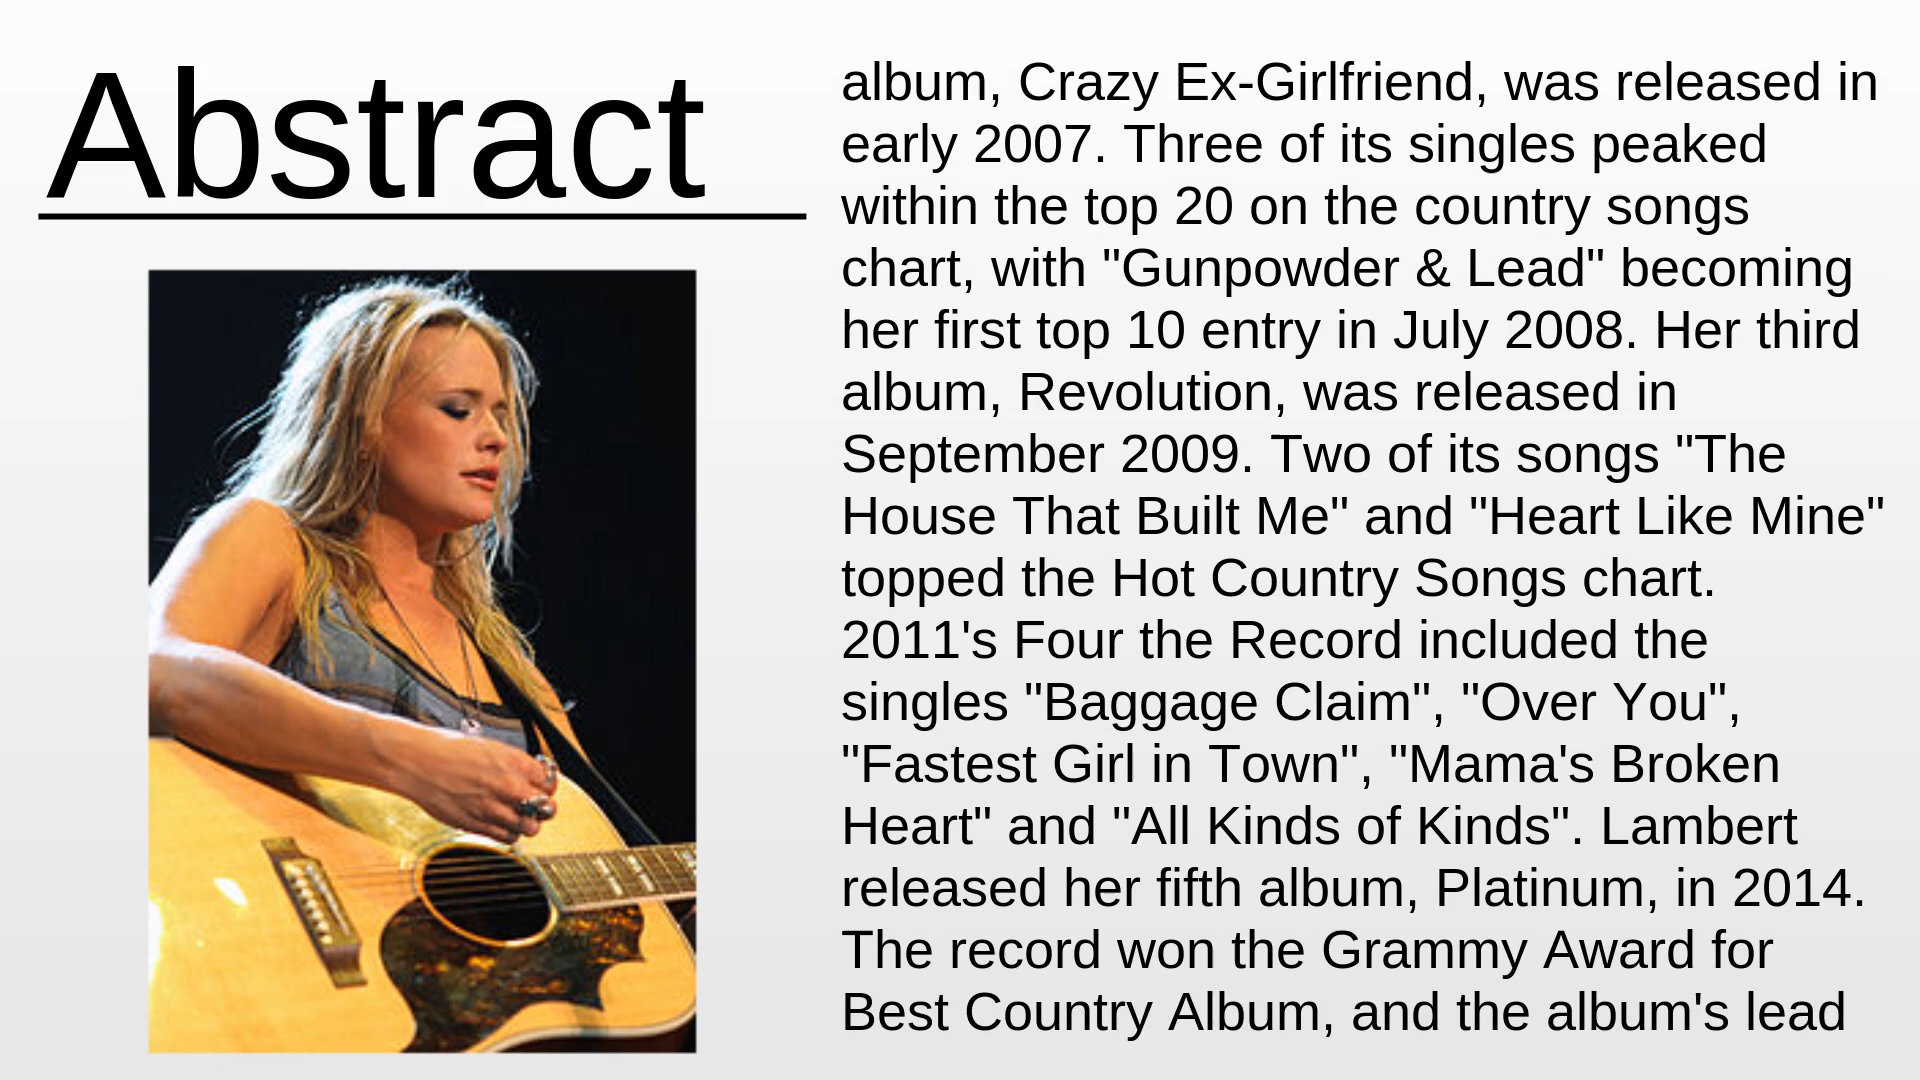 Abstract
album, Crazy Ex-Girlfriend, was released in
early 2007. Three of its singles peaked
within the top 20 on the country songs
chart, with "Gunpowder & Lead" becoming
her first top 10 entry in July 2008. Her third
album, Revolution, was released in
September 2009. Two of its songs "The
House That Built Me" and "Heart Like Mine"
topped the Hot Country Songs chart.
2011's Four the Record included the
singles "Baggage Claim", "Over You",
"Fastest Girl in Town", "Mama's Broken
Heart" and "All Kinds of Kinds". Lambert
released her fifth album, Platinum, in 2014.
The record won the Grammy Award for
Best Country Album, and the album's lead